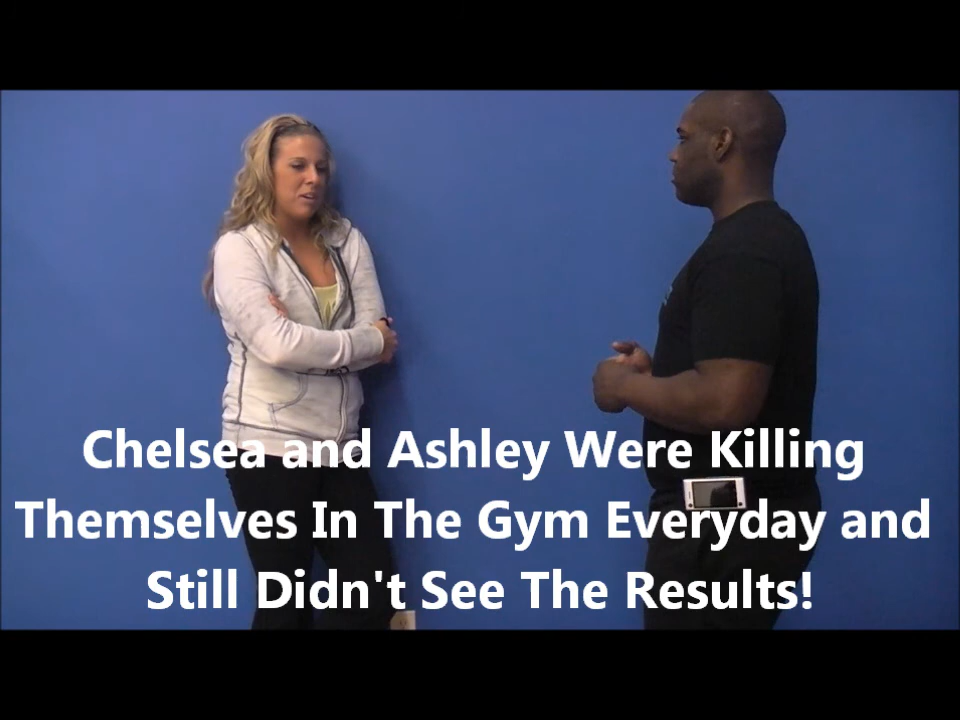 Chelsea and Ashley Were Killing
Themselves In The Gym Everyday and
Still Didn't See The Results!